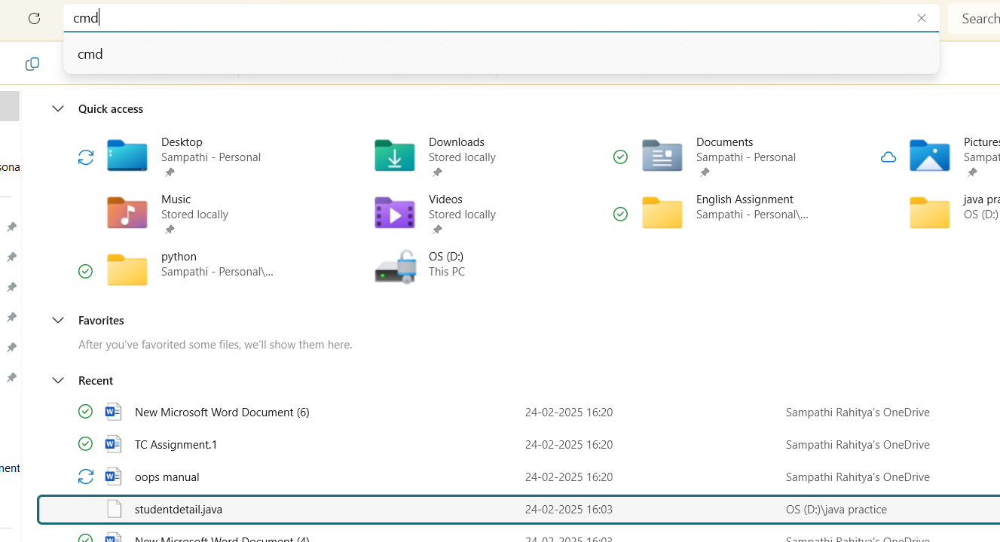 cmd
Search
cmd
Quick access
Desktop
Sampathi - Personal
Downloads
Stored locally
Documents
Sampathi - Personal
Pictures
Sampat
sona
Music
Stored locally
Videos
Stored locally
English Assignment
Sampathi - Personal\...
java pra
OS (D:)
python
Sampathi - Personal\...
OS (D:)
This PC
Favorites
After you've favorited some files, we'll show them here.
Recent
New Microsoft Word Document (6) 24-02-2025 16:20 Sampathi Rahitya's OneDrive
TC Assignment.1 24-02-2025 16:20 Sampathi Rahitya's OneDrive
ment
oops manual 24-02-2025 16:20 Sampathi Rahitya's OneDrive
studentdetail.java 24-02-2025 16:03 OS (D:)\java practice
New Microsoft Word Document (4) 24-02-2025 16:03 Sampathi Rahitya's OneDrive